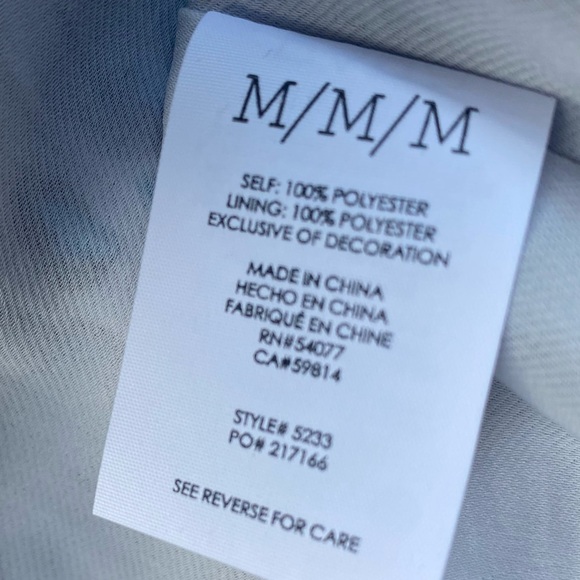 M/M/M
SELF: 100% POLYESTER
LINING: 100% POLYESTER
EXCLUSIVE OF DECORATION
MADE IN CHINA
HECHO EN CHINA
FABRIQUÉ EN CHINE
RN#54077
CA#59814
STYLE# 5233
PO# 217166
SEE REVERSE FOR CARE